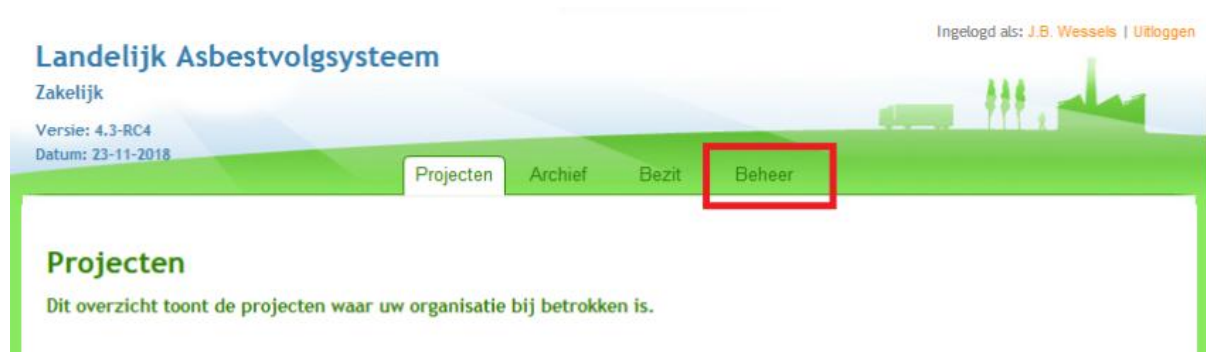 Ingelogd als: J.B. Wessels | Uitloggen
Landelijk Asbestvolgsysteem
Zakelijk
Versie: 4.3-RC4
Datum: 23-11-2018
Projecten Archief Bezit Beheer
Projecten
Dit overzicht toont de projecten waar uw organisatie bij betrokken is.